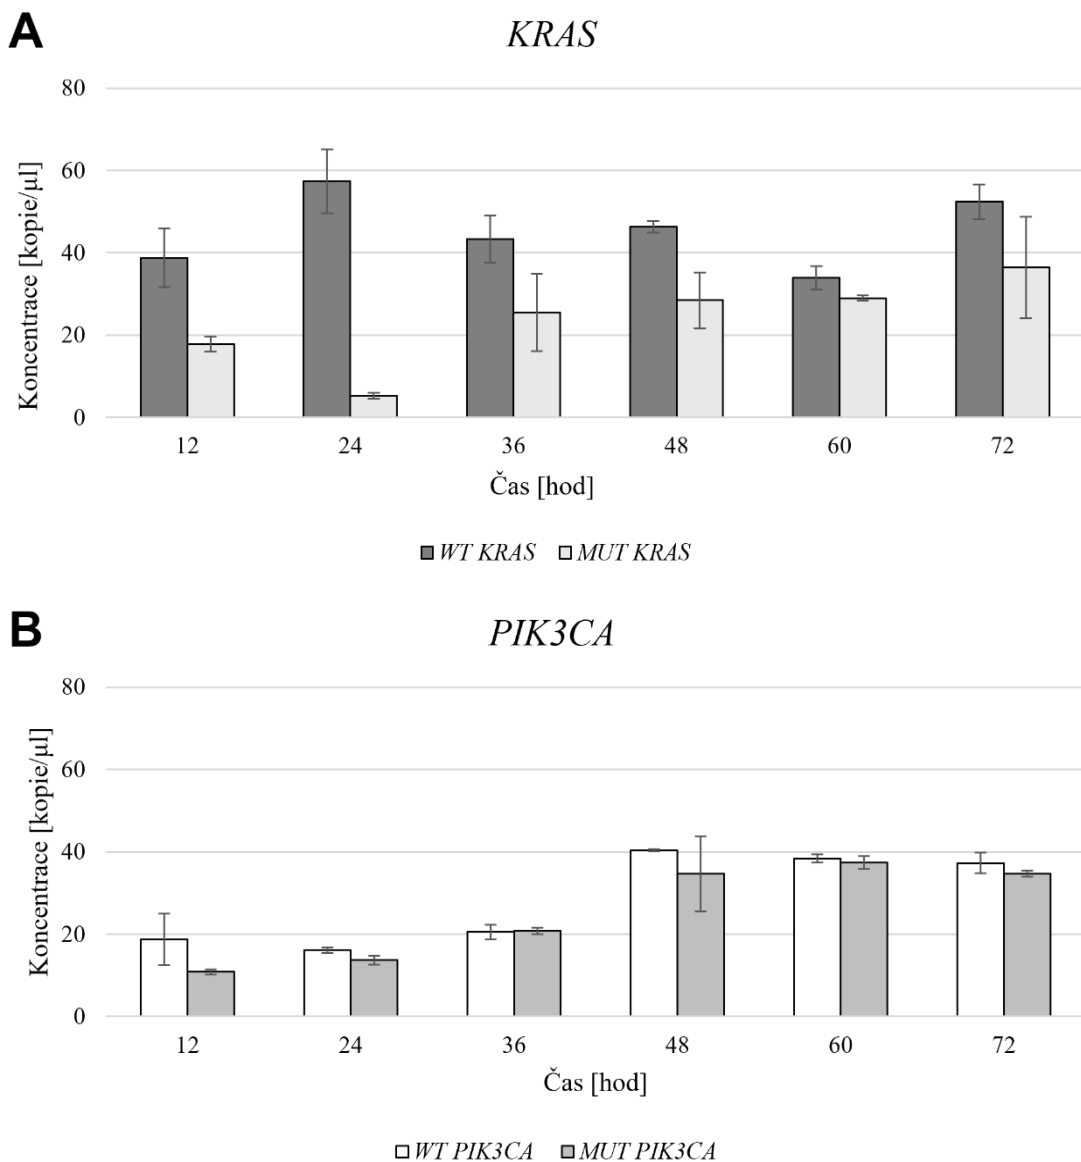 A
KRAS
Koncentrace [kopie/µl]
80
60
40
20
0
12 24 36 48 60 72
Čas [hod]
WT KRAS MUT KRAS
B
PIK3CA
Koncentrace [kopie/µl]
80
60
40
20
0
12 24 36 48 60 72
Čas [hod]
WT PIK3CA MUT PIK3CA